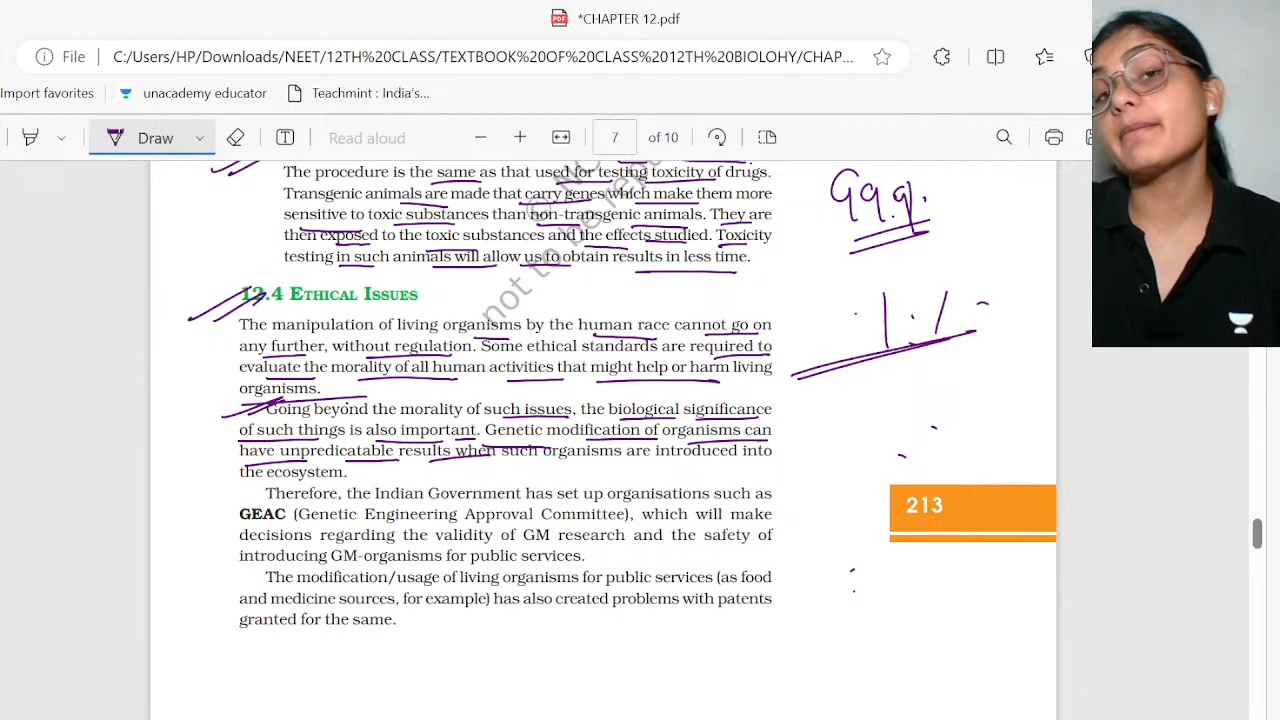 *CHAPTER 12.pdf
File C:/Users/HP/Downloads/NEET/12TH%20CLASS/TEXTBOOK%20OF%20CLASS%2012TH%20BIOLOHY/CHAP...
Import favorites unacademy educator Teachmint : India's...
Draw Read aloud 7 of 10
The procedure is the same as that used for testing toxicity of drugs.
Transgenic animals are made that carry genes which make them more
sensitive to toxic substances than non-transgenic animals. They are
then exposed to the toxic substances and the effects studied. Toxicity
testing in such animals will allow us to obtain results in less time.
99.9.
12.4 ETHICAL ISSUES
The manipulation of living organisms by the human race cannot go on
any further, without regulation. Some ethical standards are required to
evaluate the morality of all human activities that might help or harm living
organisms.
Going beyond the morality of such issues, the biological significance
of such things is also important. Genetic modification of organisms can
have unpredicatable results when such organisms are introduced into
the ecosystem.
Therefore, the Indian Government has set up organisations such as
GEAC (Genetic Engineering Approval Committee), which will make
decisions regarding the validity of GM research and the safety of
introducing GM-organisms for public services.
The modification/usage of living organisms for public services (as food
and medicine sources, for example) has also created problems with patents
granted for the same.
213
not to be rep